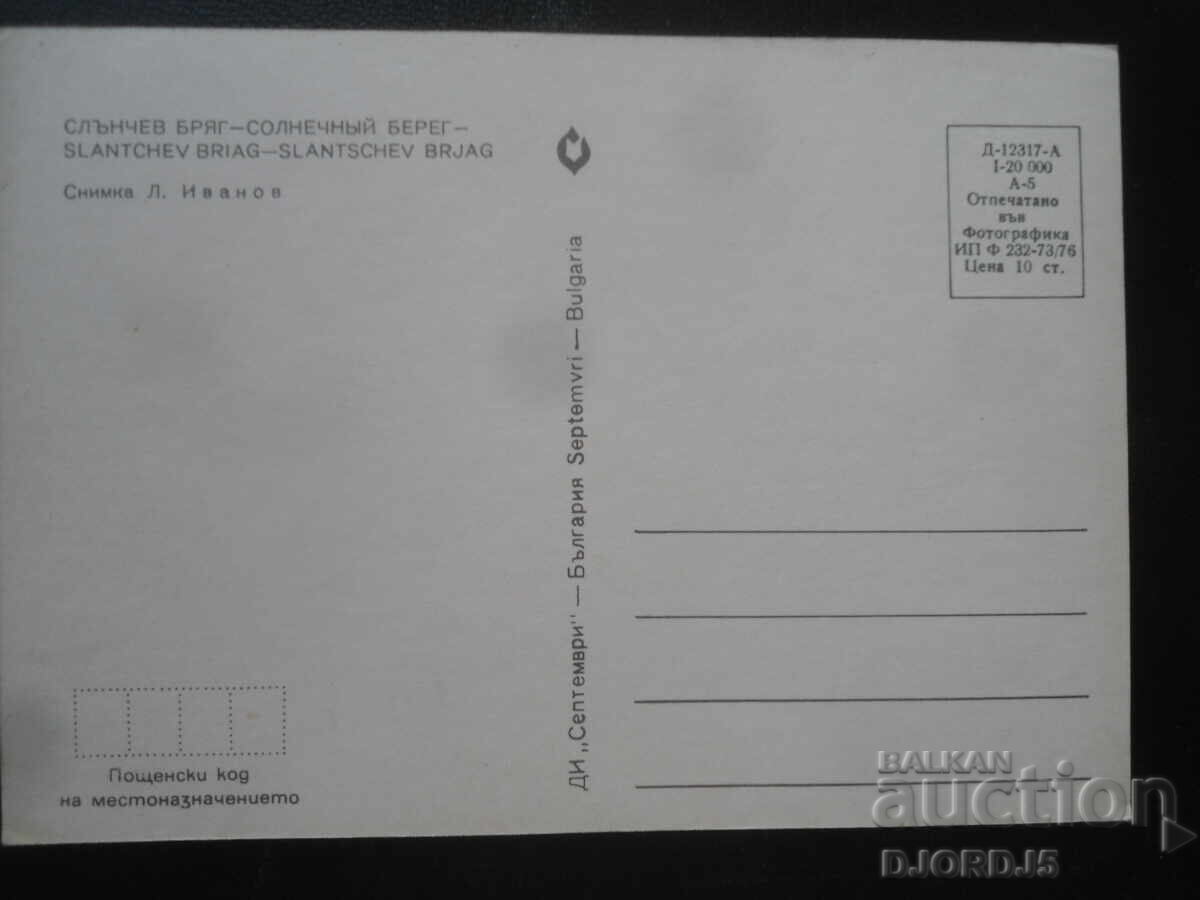 СЛЪНЧЕВ БРЯГ—СОЛНЕЧНЫЙ БЕРЕГ—
SLANTCHEV BRIAG—SLANTSCHEV BRJAG
Снимка Л. Иванов
Д-12317-А
I-20 000
А-5
Отпечатано
във
Фотографика
ИП Ф 232-73/76
Цена 10 ст.
ДИ „Септември" — България Septemvri — Bulgaria
Пощенски код
на местоназначението
BALKAN
auction
DJORDJ5